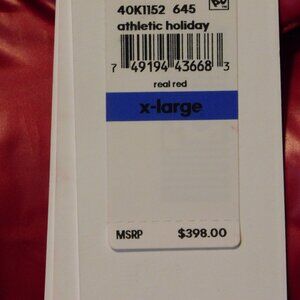 40K1152 645
athletic holiday
7 49194 43668 3
real red
x-large
MSRP $398.00